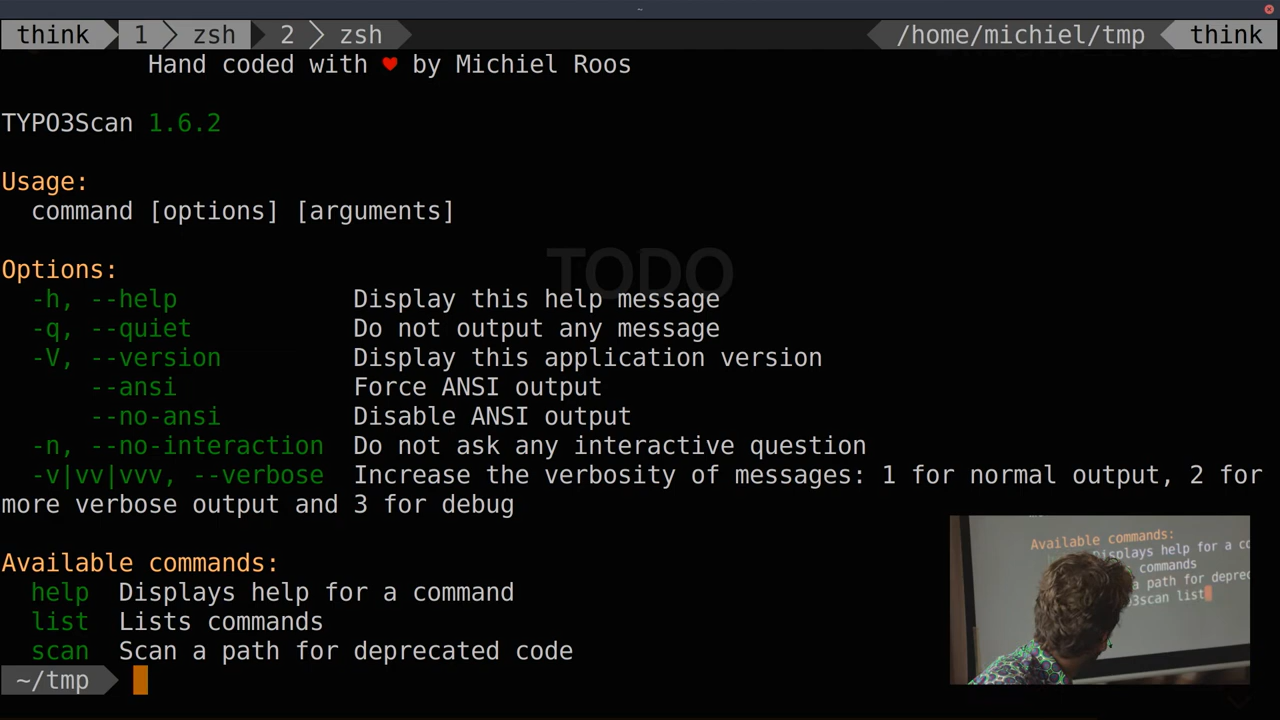 ~
think 1 zsh 2 zsh /home/michiel/tmp think
Hand coded with ❤ by Michiel Roos
TYPO3Scan 1.6.2
Usage:
command [options] [arguments]
TODO
Options:
-h, --help Display this help message
-q, --quiet Do not output any message
-V, --version Display this application version
--ansi Force ANSI output
--no-ansi Disable ANSI output
-n, --no-interaction Do not ask any interactive question
-v|vv|vvv, --verbose Increase the verbosity of messages: 1 for normal output, 2 for
more verbose output and 3 for debug
Available commands:
help Displays help for a command
list Lists commands
scan Scan a path for deprecated code
~/tmp
Available commands:
Displays help for a co
commands
a path for deprec
o3scan list